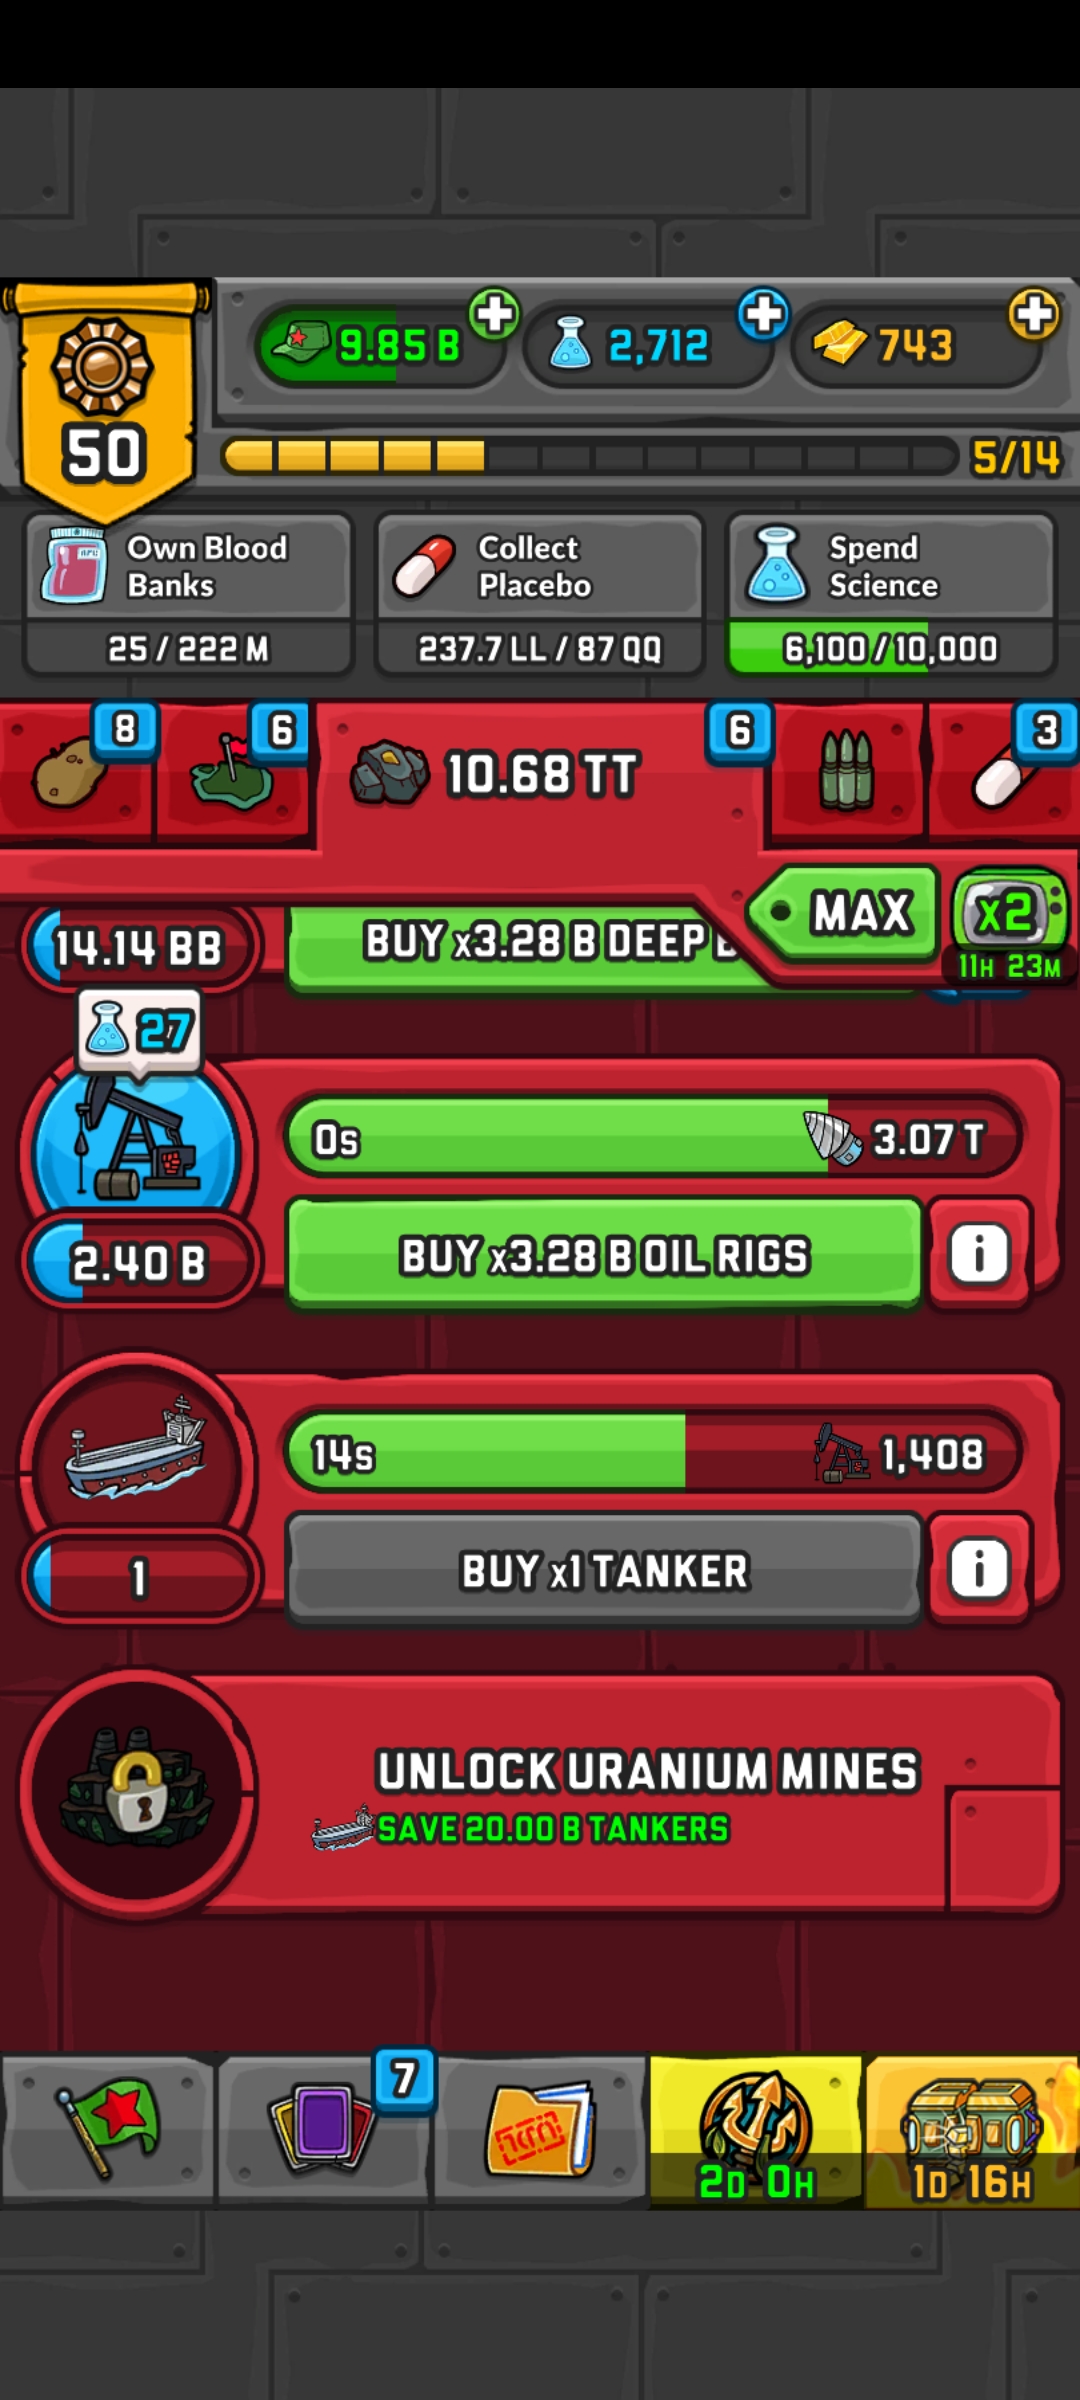 9.85 B
2,712
743
50
5/14
Own Blood
Banks
25 / 222 M
Collect
Placebo
237.7 LL / 87 QQ
Spend
Science
6,100 / 10,000
8
6
10.68 TT
6
3
MAX
x2
11H 23M
14.14 BB
BUY x3.28 B DEEP
27
0s
3.07 T
2.40 B
BUY x3.28 B OIL RIGS
i
14s
1,408
1
BUY x1 TANKER
i
UNLOCK URANIUM MINES
SAVE 20.00 B TANKERS
7
2D 0H
1D 16H